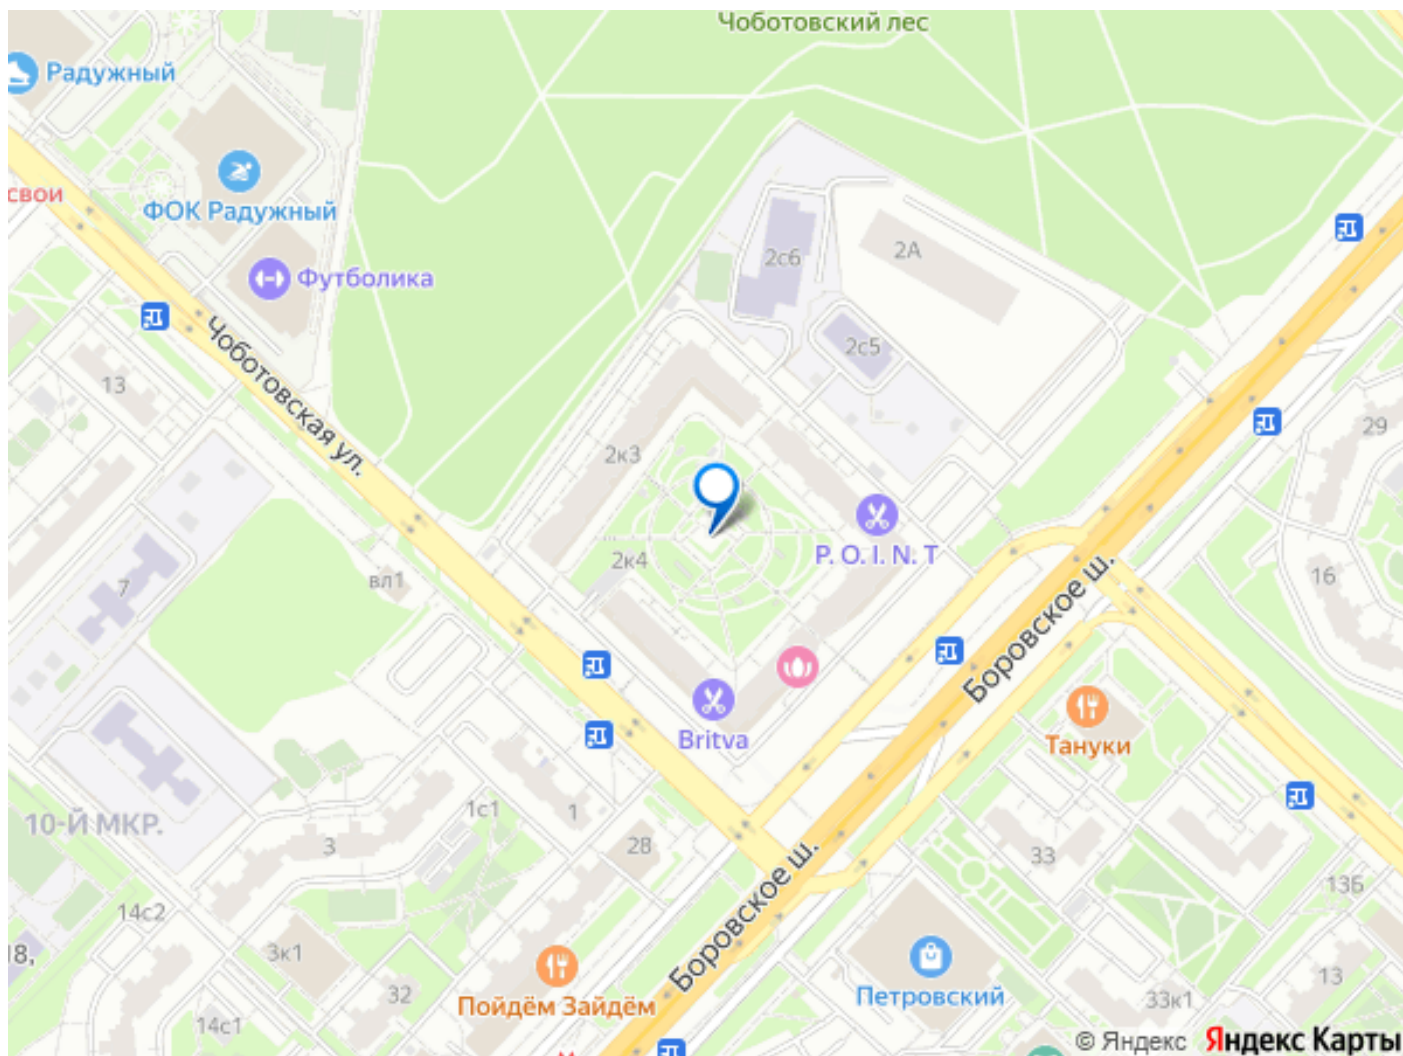 Чоботовский лес
Радужный
свои
ФОК Радужный
Футболика
2с6
2А
2с5
Чоботовская ул.
13
29
2к3
P. O. I. N. T
2к4
вл1
7
16
Боровское ш.
Britva
Тануки
10-Й МКР.
1с1
1
3
2В
33
13Б
14с2
18,
3к1
Боровское ш.
Пойдём Зайдём
32
Петровский
13
33к1
14с1
© Яндекс Яндекс Карты